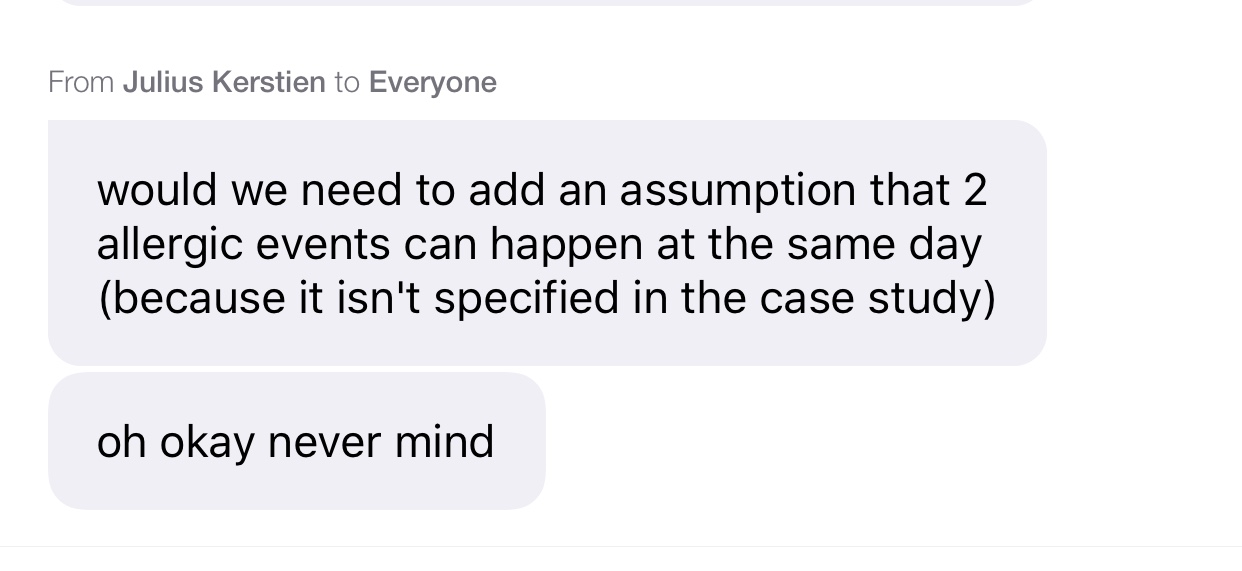 From Julius Kerstien to Everyone
would we need to add an assumption that 2
allergic events can happen at the same day
(because it isn't specified in the case study)
oh okay never mind